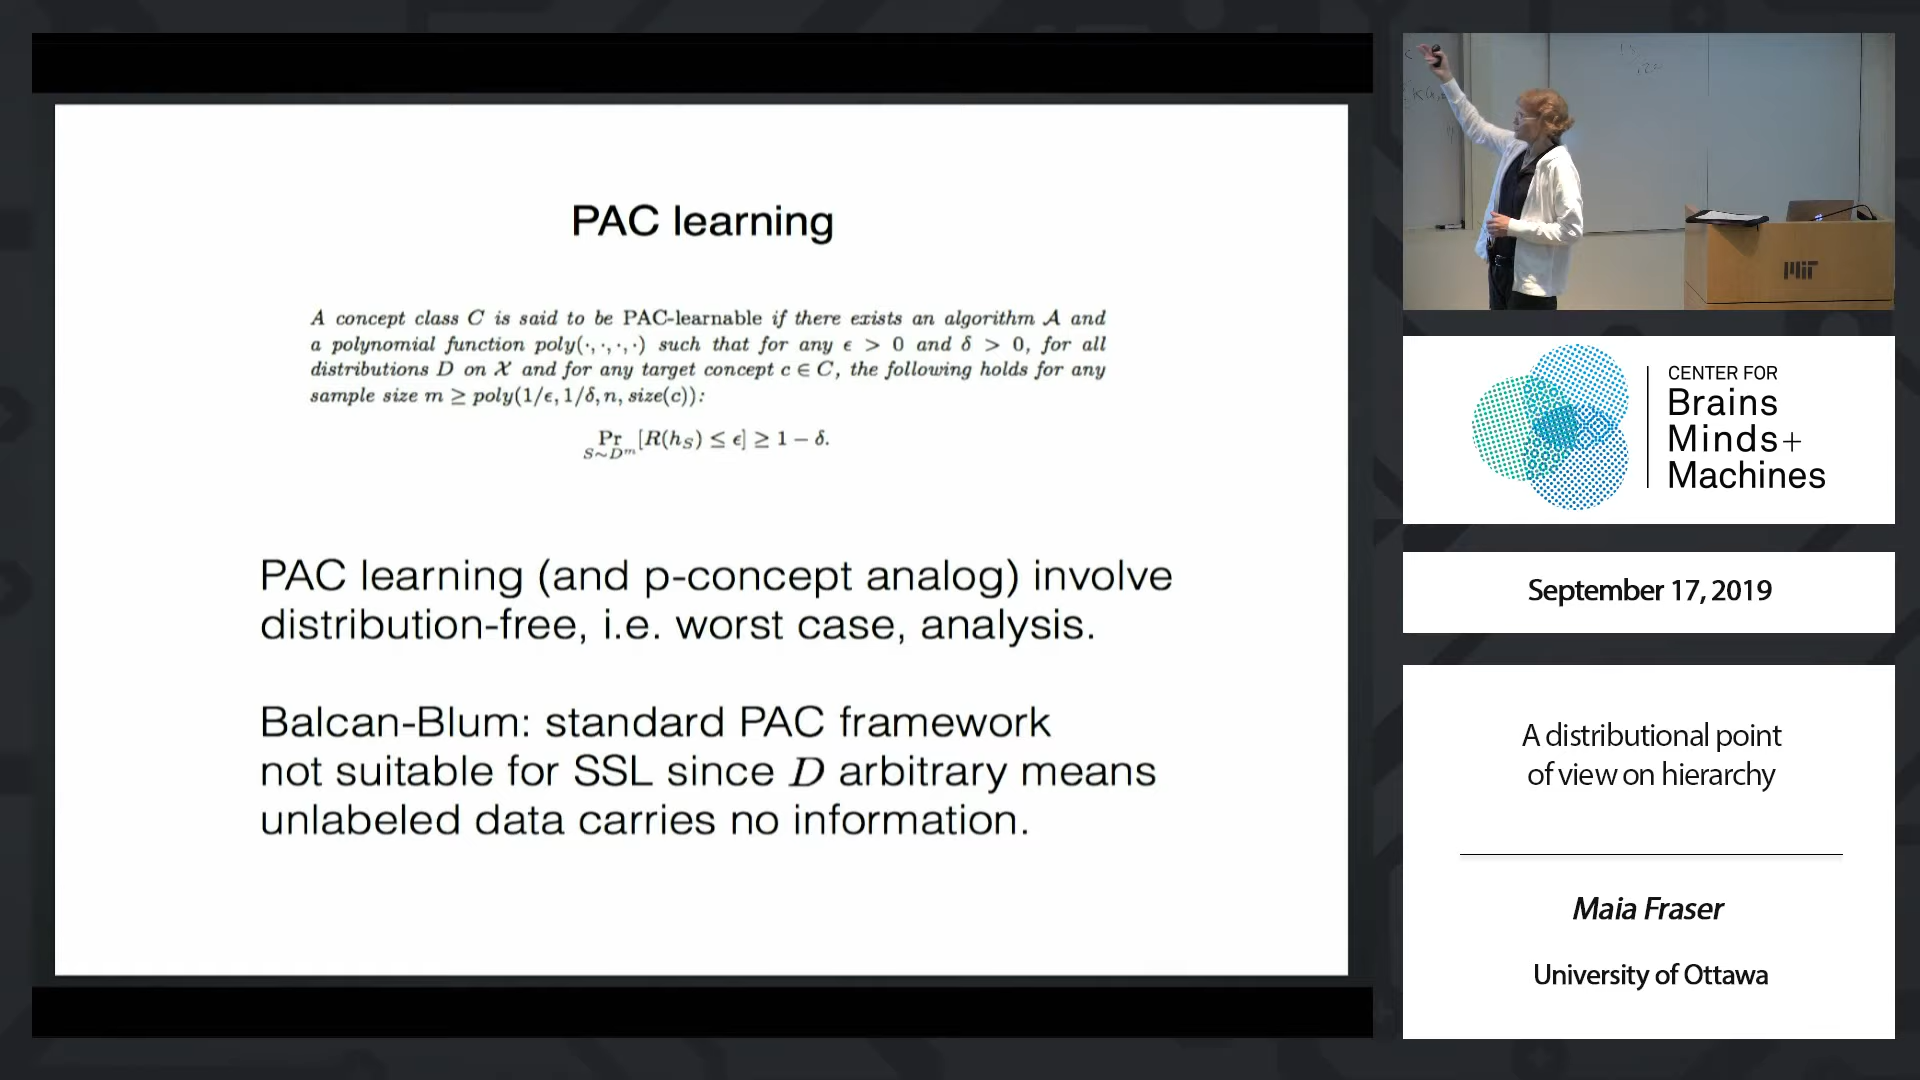 PAC learning
A concept class C is said to be PAC-learnable if there exists an algorithm A and
a polynomial function poly(·,·,·,·) such that for any ϵ > 0 and δ > 0, for all
distributions D on X and for any target concept c ∈ C, the following holds for any
sample size m ≥ poly(1/ϵ, 1/δ, n, size(c)):
Pr [R(h_S) ≤ ϵ] ≥ 1 − δ.
S∼D^m
PAC learning (and p-concept analog) involve
distribution-free, i.e. worst case, analysis.
Balcan-Blum: standard PAC framework
not suitable for SSL since D arbitrary means
unlabeled data carries no information.
MIT
CENTER FOR
Brains
Minds+
Machines
September 17, 2019
A distributional point
of view on hierarchy
Maia Fraser
University of Ottawa